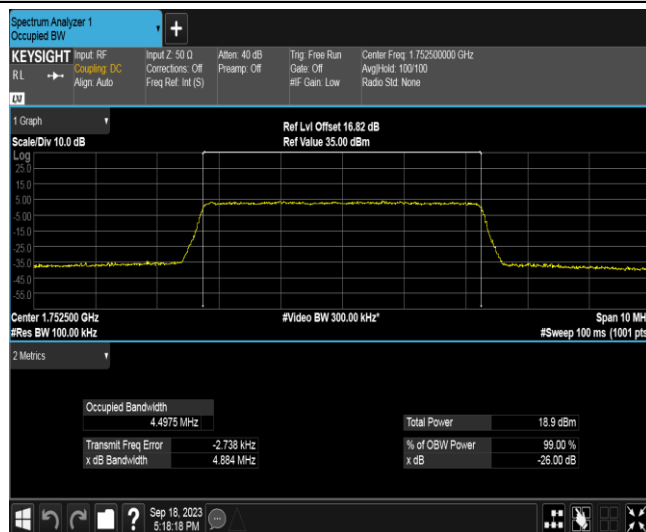 Spectrum Analyzer 1
Occupied BW
+
KEYSIGHT
RL
LXI
Input: RF
Coupling: DC
Align: Auto
Input Z: 50 Ω
Corrections: Off
Freq Ref: Int (S)
Atten: 40 dB
Preamp: Off
Trig: Free Run
Gate: Off
#IF Gain: Low
Center Freq: 1.752500000 GHz
Avg|Hold: 100/100
Radio Std: None
1 Graph
Scale/Div 10.0 dB
Ref Lvl Offset 16.82 dB
Ref Value 35.00 dBm
Log
25.0
15.0
5.00
-5.00
-15.0
-25.0
-35.0
-45.0
-55.0
Center 1.752500 GHz
#Res BW 100.00 kHz
#Video BW 300.00 kHz*
Span 10 MH
#Sweep 100 ms (1001 pts
2 Metrics
Occupied Bandwidth
4.4975 MHz
Transmit Freq Error -2.738 kHz
x dB Bandwidth 4.884 MHz
Total Power 18.9 dBm
% of OBW Power 99.00 %
x dB -26.00 dB
?
Sep 18, 2023
5:18:18 PM